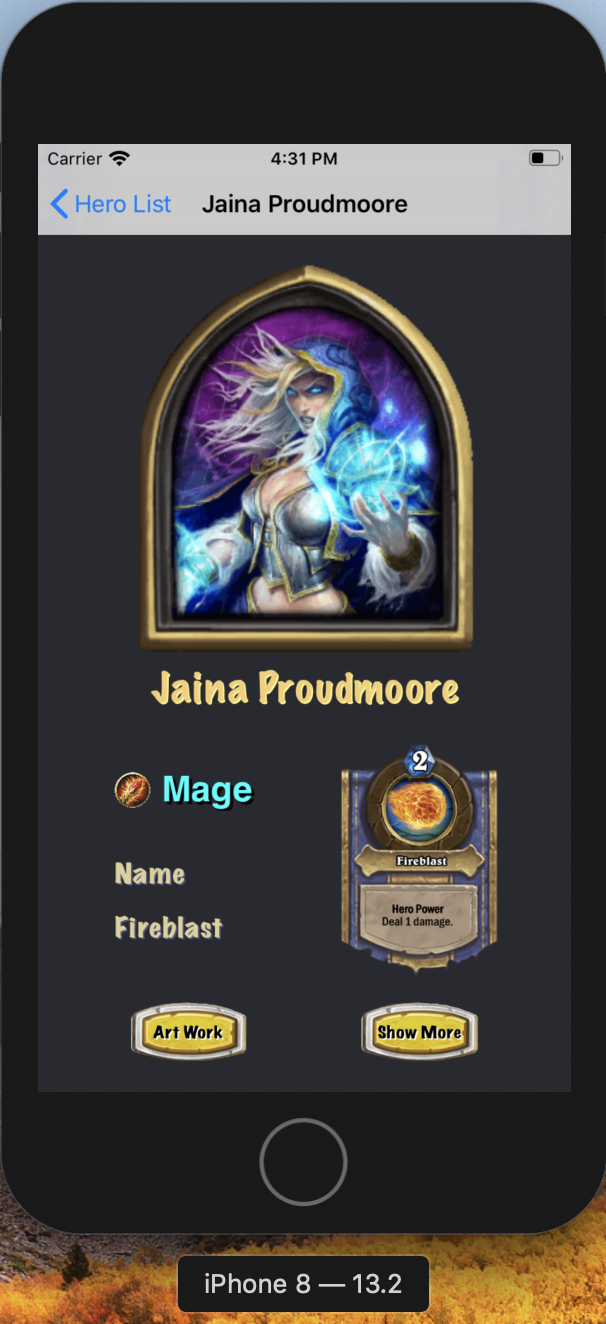 Carrier 4:31 PM
Hero List Jaina Proudmoore
Jaina Proudmoore
Mage
Name
Fireblast
2
Fireblast
Hero Power
Deal 1 damage.
Art Work
Show More
iPhone 8 — 13.2